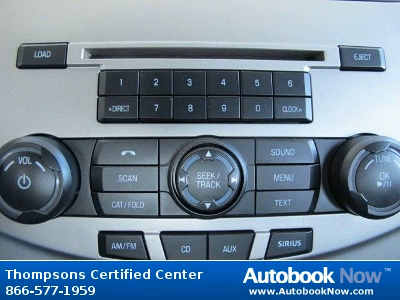 LOAD
EJECT
1 2 3 4 5 6
◂DIRECT 7 8 9 0 CLOCK▸
VOL
SOUND
TUNE
SCAN
SEEK/
TRACK
MENU
OK
▶/II
CAT/FOLD
TEXT
AM/FM
CD
AUX
SIRIUS
Thompsons Certified Center
866-577-1959
Autobook Now™
www.AutobookNow.com